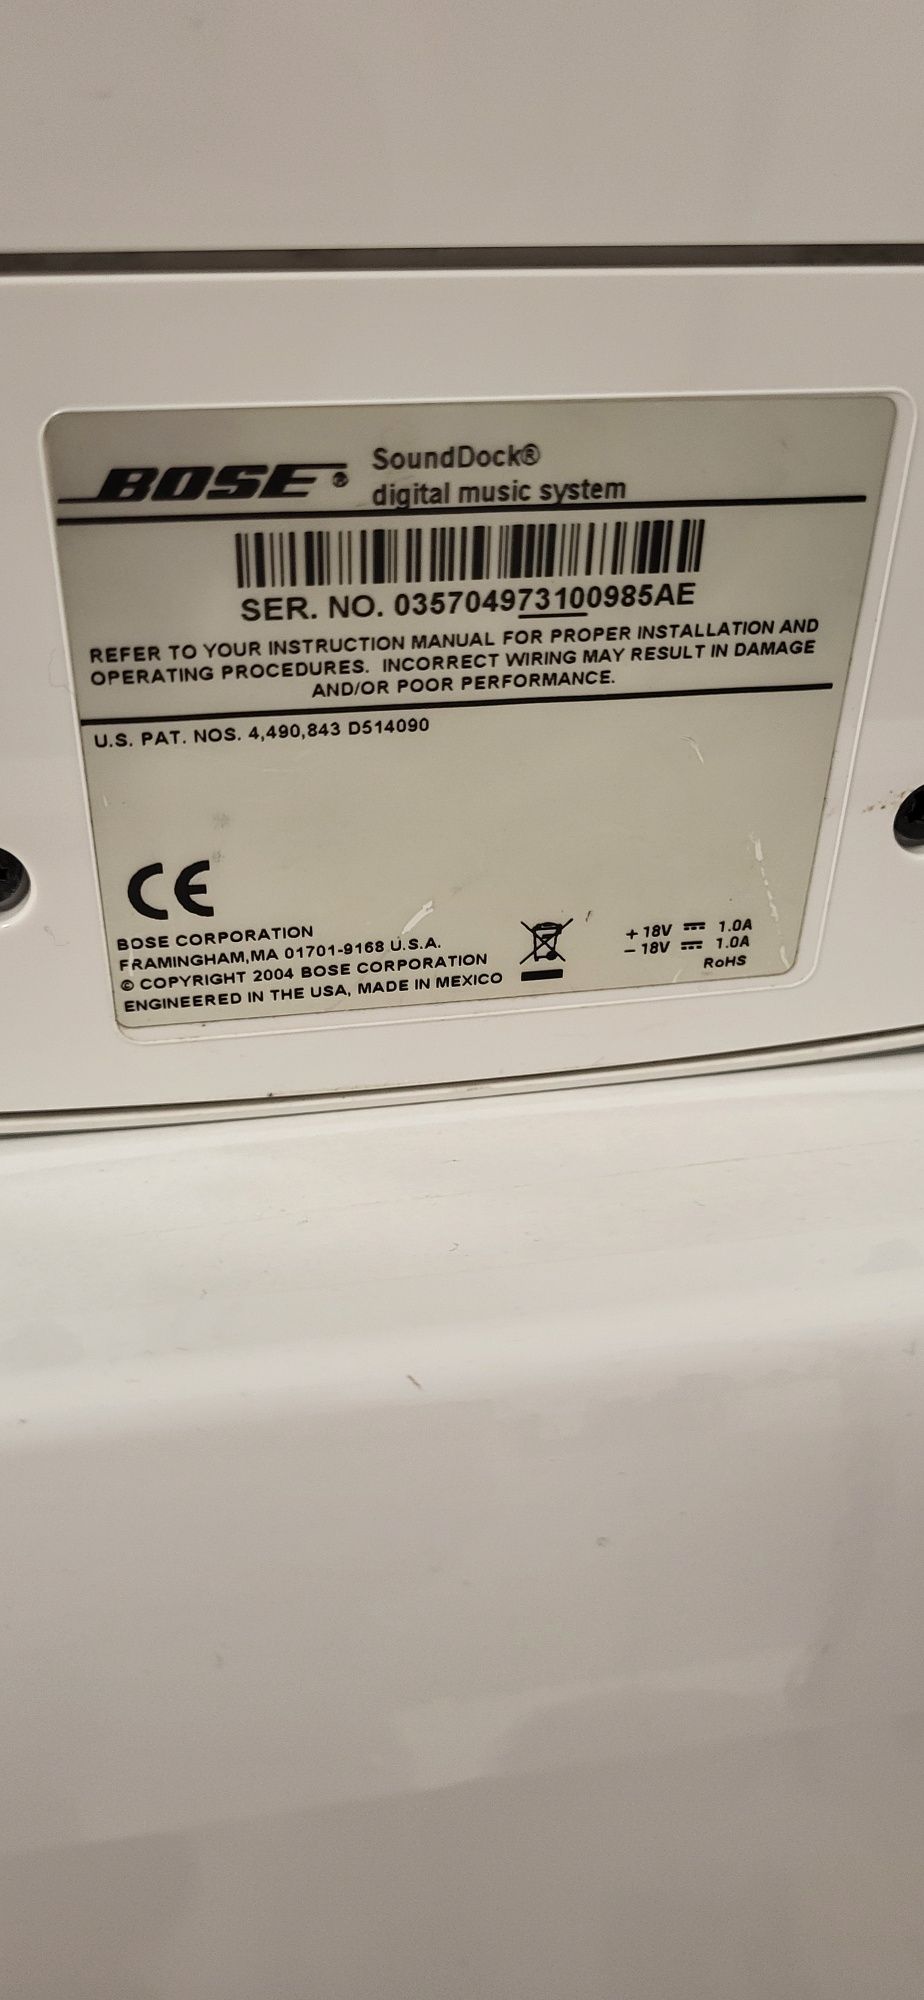 BOSE® SoundDock®
digital music system
SER. NO. 035704973100985AE
REFER TO YOUR INSTRUCTION MANUAL FOR PROPER INSTALLATION AND
OPERATING PROCEDURES. INCORRECT WIRING MAY RESULT IN DAMAGE
AND/OR POOR PERFORMANCE.
U.S. PAT. NOS. 4,490,843 D514090
CE
BOSE CORPORATION
FRAMINGHAM,MA 01701-9168 U.S.A.
© COPYRIGHT 2004 BOSE CORPORATION
ENGINEERED IN THE USA, MADE IN MEXICO
+ 18V ⎓ 1.0A
– 18V ⎓ 1.0A
RoHS